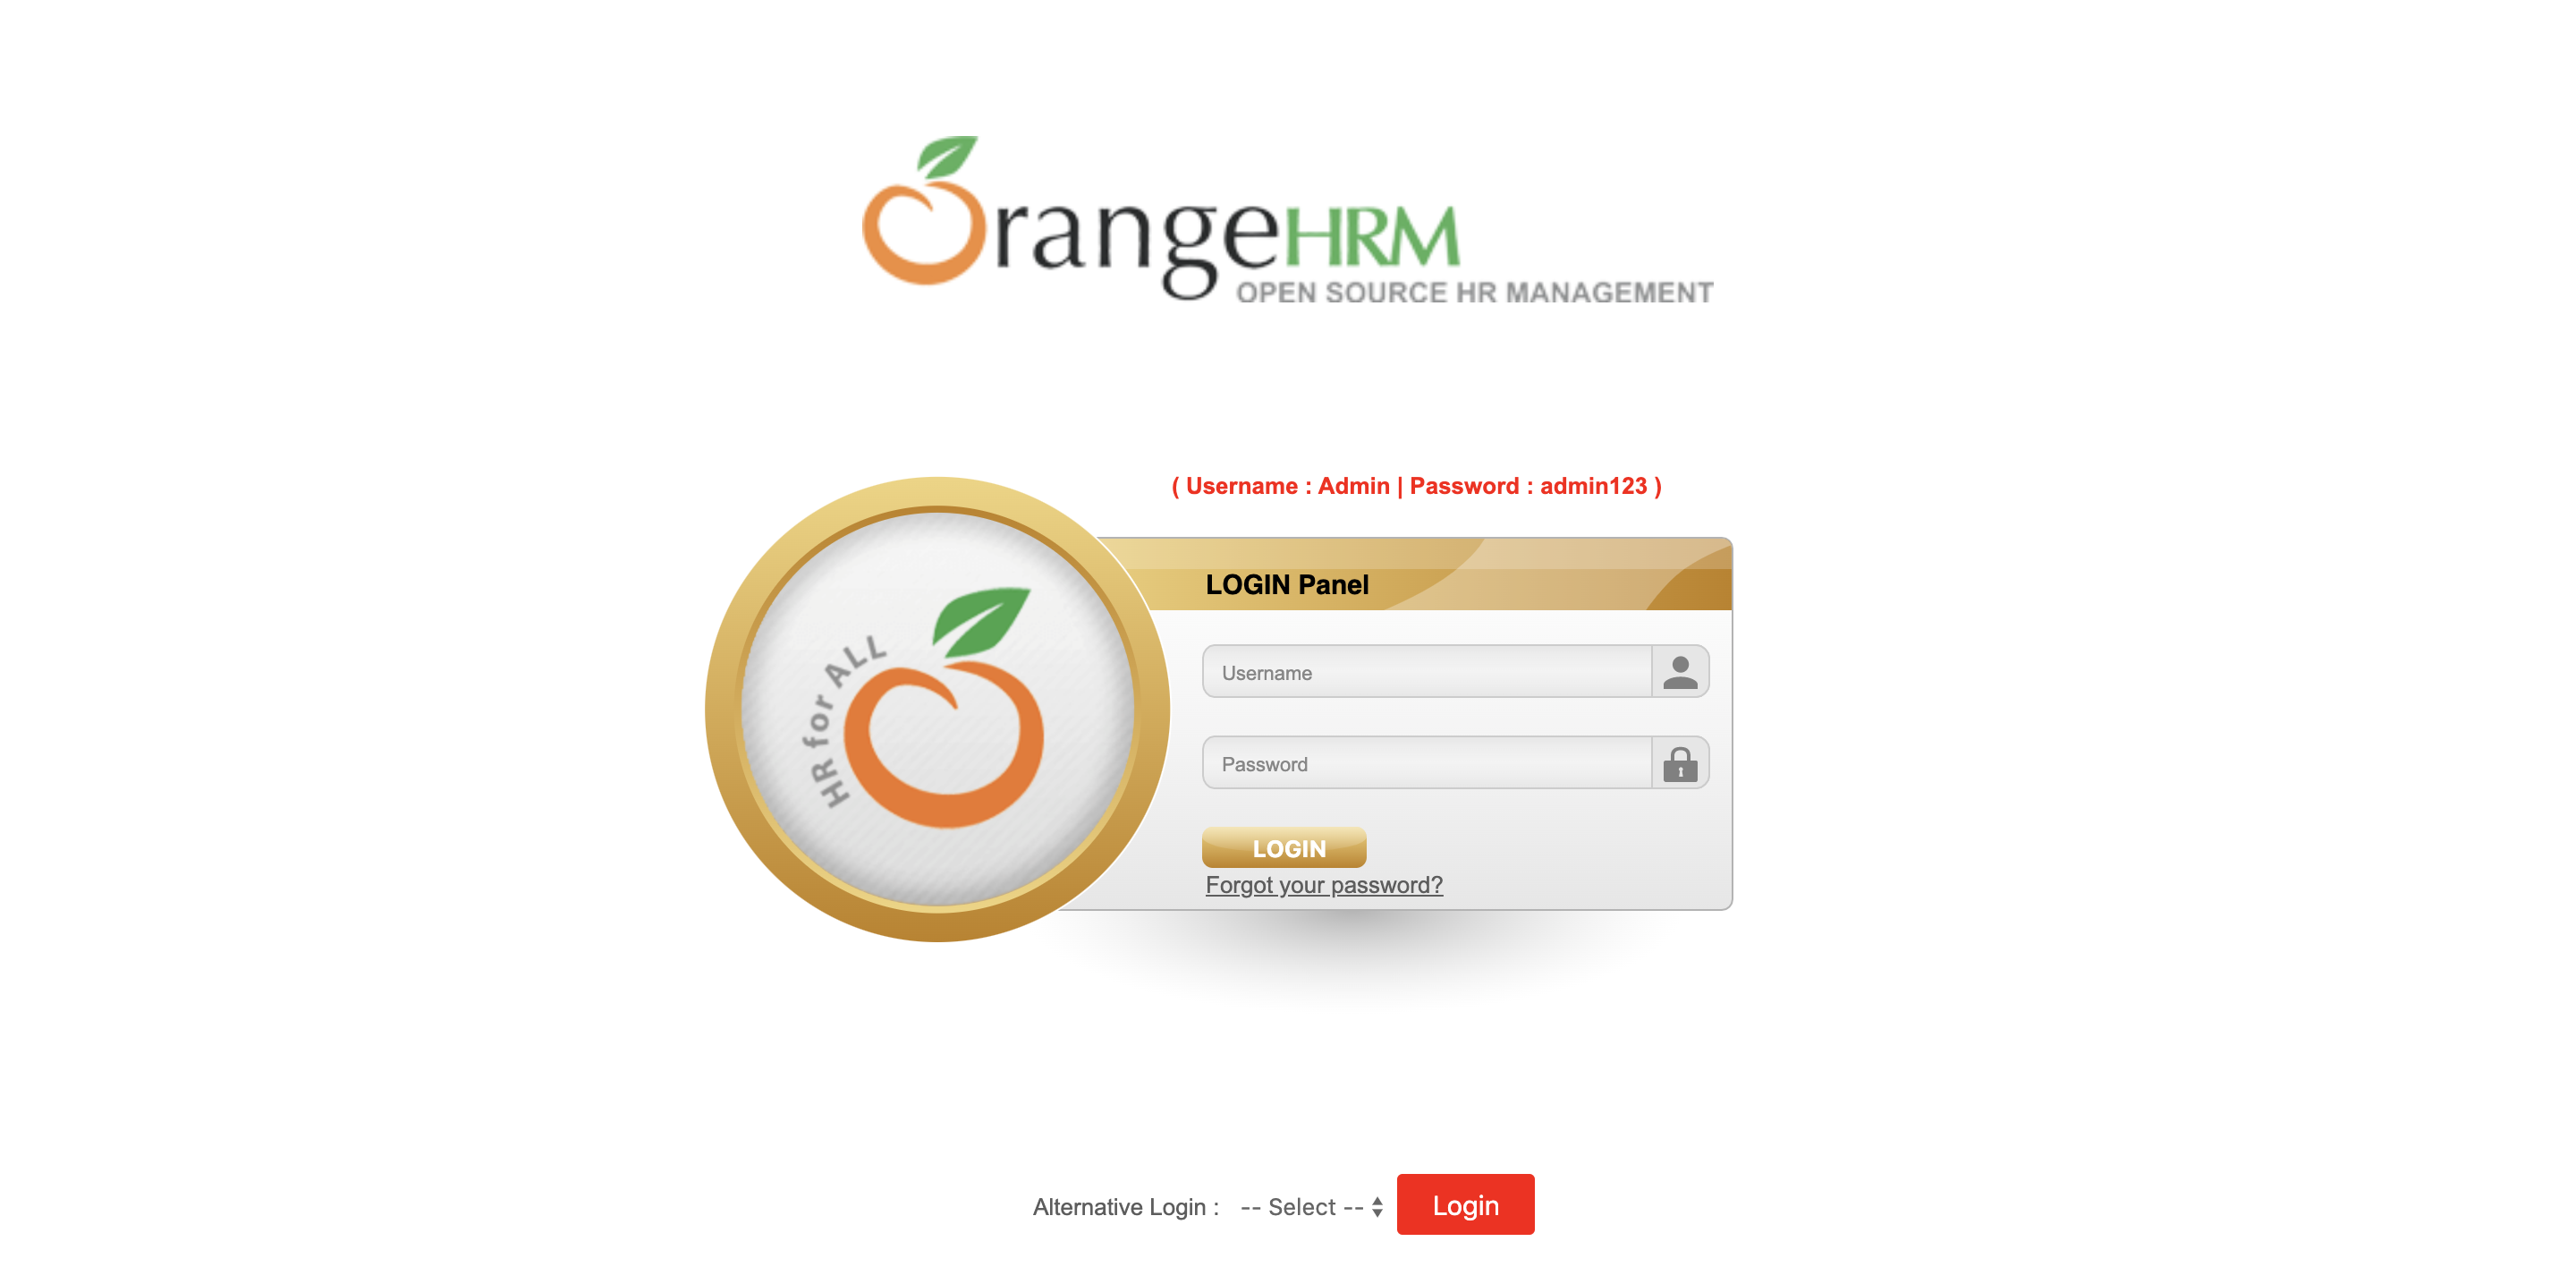 OrangeHRM
OPEN SOURCE HR MANAGEMENT
( Username : Admin | Password : admin123 )
LOGIN Panel
HR for ALL
Username
Password
LOGIN
Forgot your password?
Alternative Login : -- Select -- Login